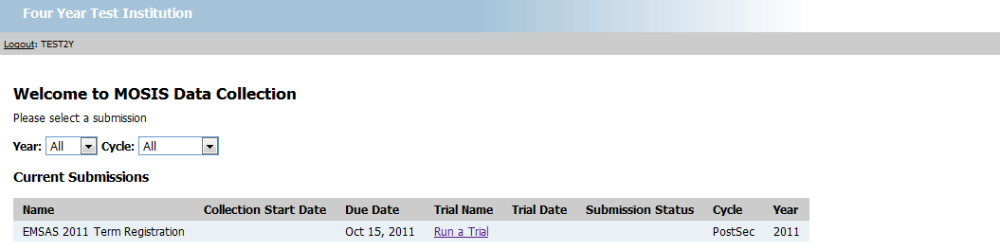 Four Year Test Institution
Logout: TEST2Y
Welcome to MOSIS Data Collection
Please select a submission
Year: All Cycle: All
Current Submissions
Name Collection Start Date Due Date Trial Name Trial Date Submission Status Cycle Year
EMSAS 2011 Term Registration Oct 15, 2011 Run a Trial PostSec 2011